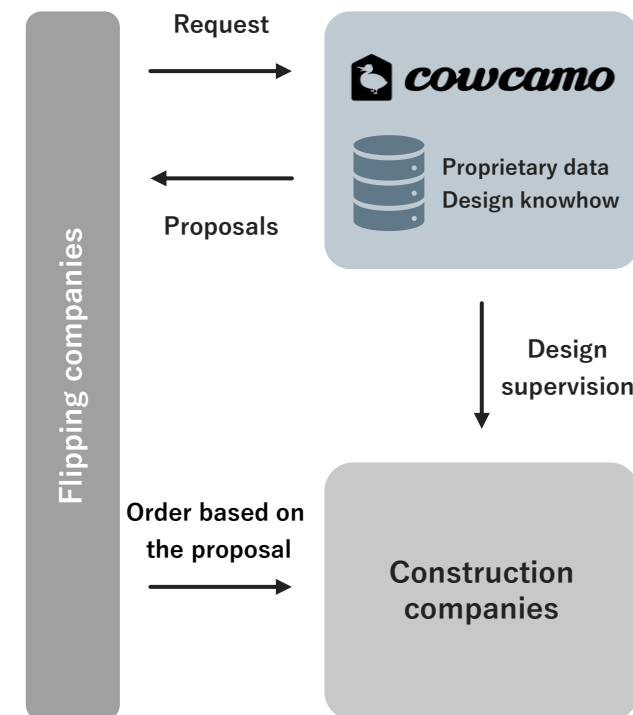 Request
cowcamo
Proprietary data
Design knowhow
Proposals
Flipping companies
Design
supervision
Order based on
the proposal
Construction
companies